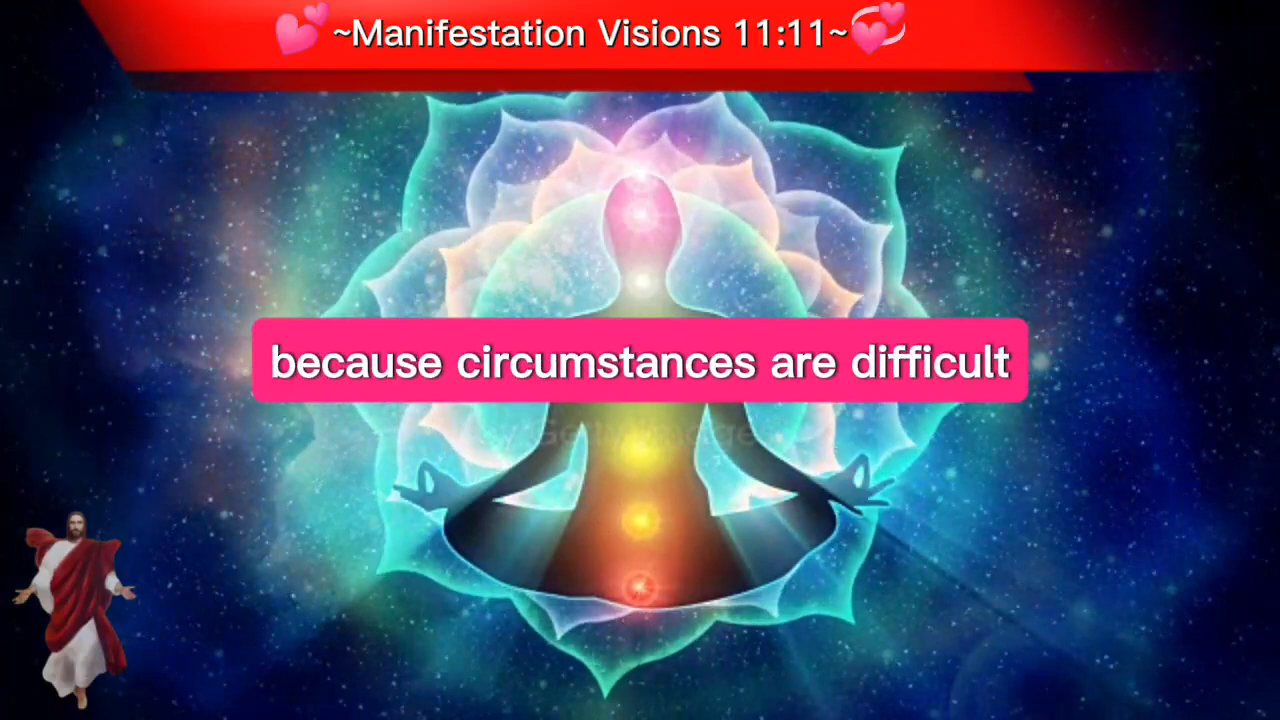 💕 ~Manifestation Visions 11:11~ 💞
because circumstances are difficult